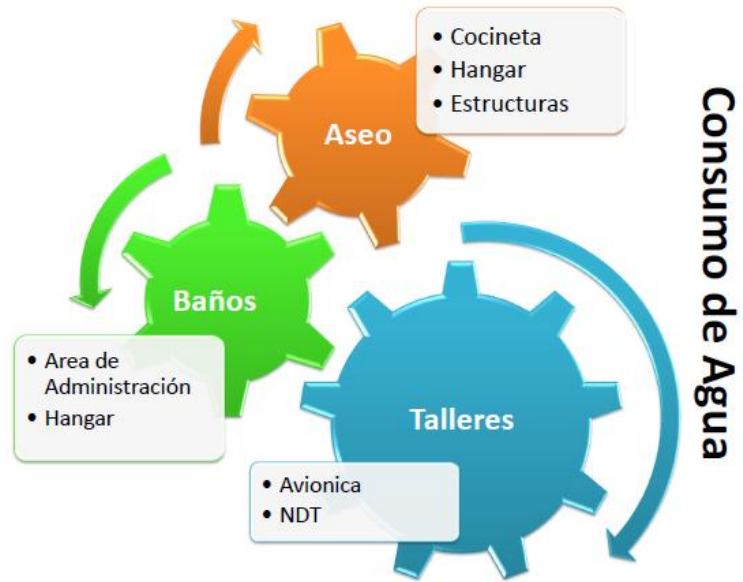 • Cocineta
• Hangar
• Estructuras
Aseo
Baños
• Area de
Administración
• Hangar
Talleres
• Avionica
• NDT
Consumo de Agua